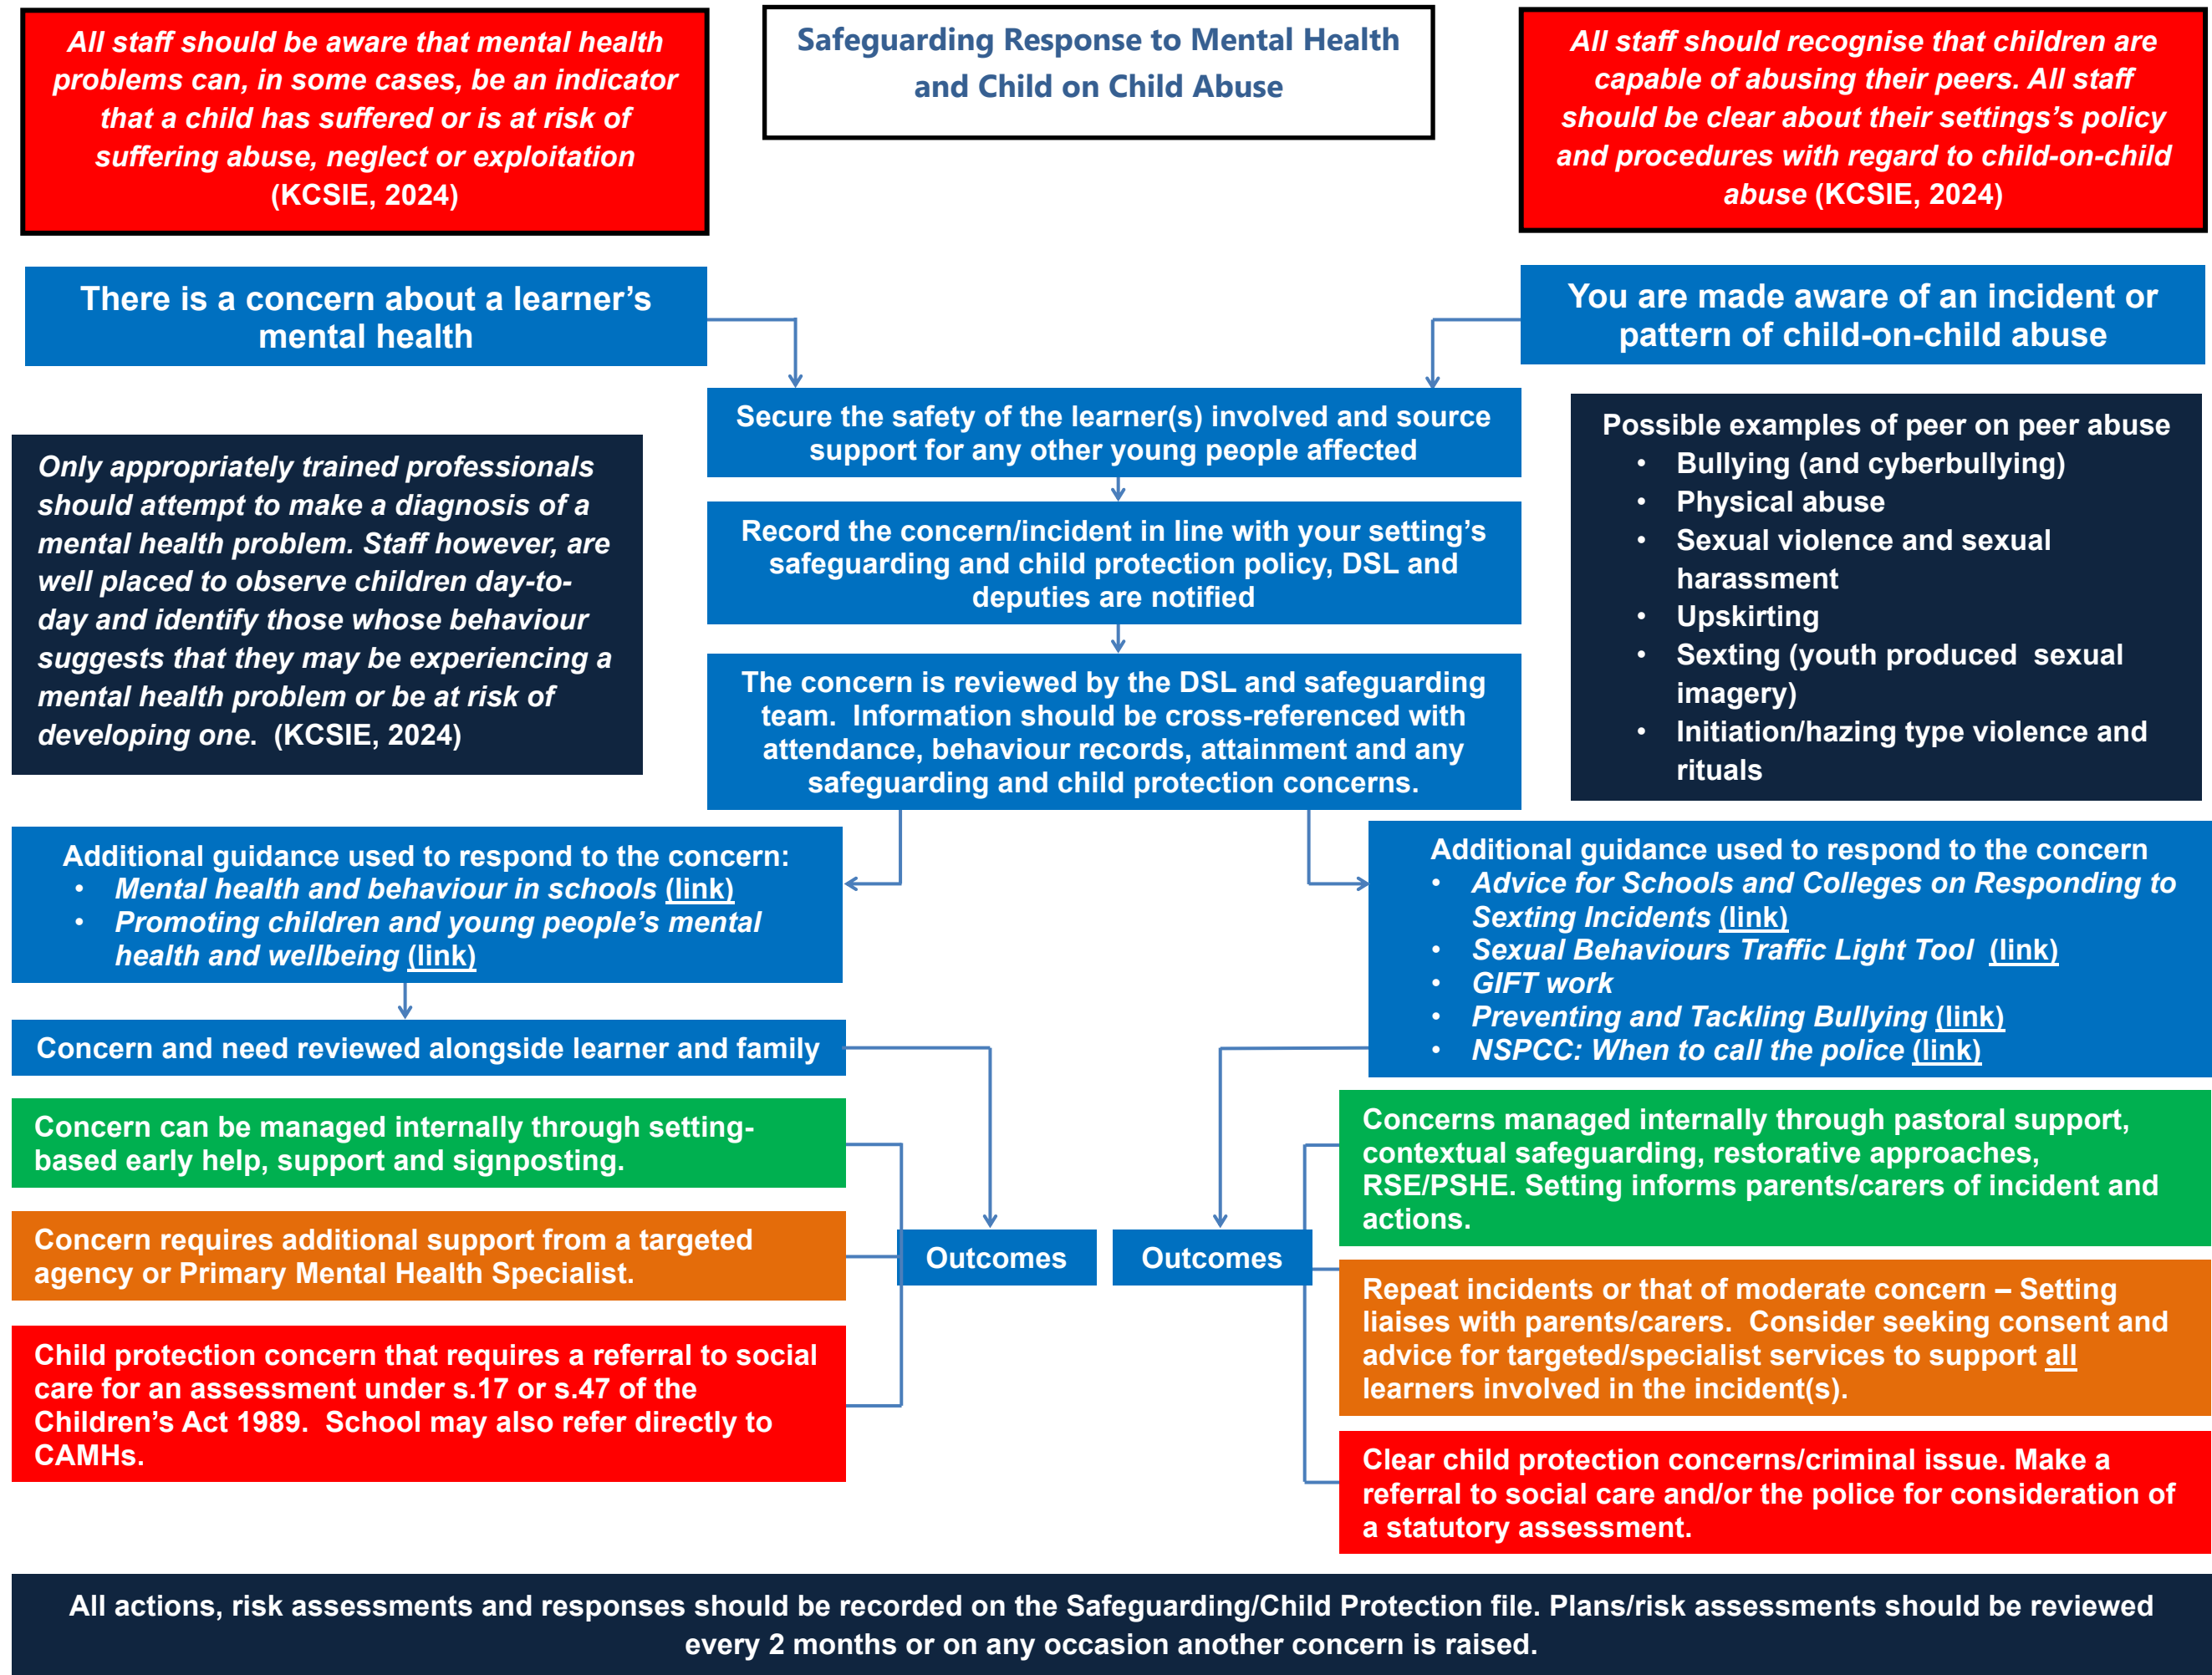 All staff should be aware that mental health
problems can, in some cases, be an indicator
that a child has suffered or is at risk of
suffering abuse, neglect or exploitation
(KCSIE, 2024)
Safeguarding Response to Mental Health
and Child on Child Abuse
All staff should recognise that children are
capable of abusing their peers. All staff
should be clear about their settings's policy
and procedures with regard to child-on-child
abuse (KCSIE, 2024)
There is a concern about a learner's
mental health
You are made aware of an incident or
pattern of child-on-child abuse
Secure the safety of the learner(s) involved and source
support for any other young people affected
Only appropriately trained professionals
should attempt to make a diagnosis of a
mental health problem. Staff however, are
well placed to observe children day-to-
day and identify those whose behaviour
suggests that they may be experiencing a
mental health problem or be at risk of
developing one. (KCSIE, 2024)
Record the concern/incident in line with your setting's
safeguarding and child protection policy, DSL and
deputies are notified
Possible examples of peer on peer abuse
• Bullying (and cyberbullying)
• Physical abuse
• Sexual violence and sexual
harassment
• Upskirting
• Sexting (youth produced sexual
imagery)
• Initiation/hazing type violence and
rituals
The concern is reviewed by the DSL and safeguarding
team. Information should be cross-referenced with
attendance, behaviour records, attainment and any
safeguarding and child protection concerns.
Additional guidance used to respond to the concern:
• Mental health and behaviour in schools (link)
• Promoting children and young people's mental
health and wellbeing (link)
Additional guidance used to respond to the concern
• Advice for Schools and Colleges on Responding to
Sexting Incidents (link)
• Sexual Behaviours Traffic Light Tool (link)
• GIFT work
• Preventing and Tackling Bullying (link)
• NSPCC: When to call the police (link)
Concern and need reviewed alongside learner and family
Concern can be managed internally through setting-
based early help, support and signposting.
Concern requires additional support from a targeted
agency or Primary Mental Health Specialist.
Child protection concern that requires a referral to social
care for an assessment under s.17 or s.47 of the
Children's Act 1989. School may also refer directly to
CAMHs.
Outcomes
Outcomes
Concerns managed internally through pastoral support,
contextual safeguarding, restorative approaches,
RSE/PSHE. Setting informs parents/carers of incident and
actions.
Repeat incidents or that of moderate concern – Setting
liaises with parents/carers. Consider seeking consent and
advice for targeted/specialist services to support all
learners involved in the incident(s).
Clear child protection concerns/criminal issue. Make a
referral to social care and/or the police for consideration of
a statutory assessment.
All actions, risk assessments and responses should be recorded on the Safeguarding/Child Protection file. Plans/risk assessments should be reviewed
every 2 months or on any occasion another concern is raised.